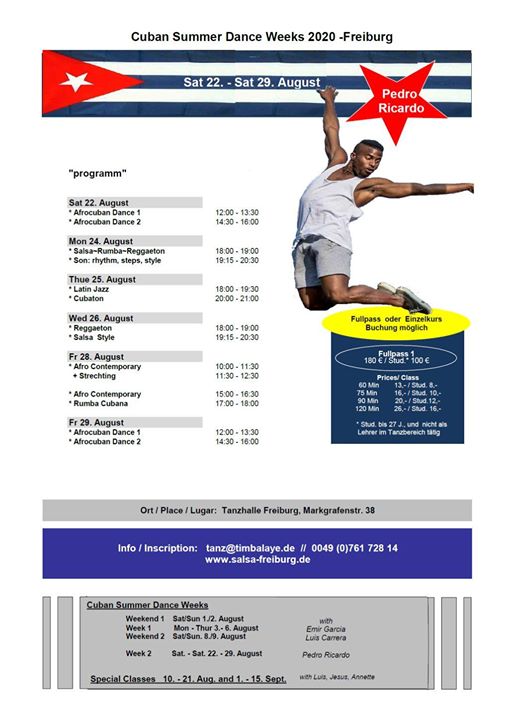 Cuban Summer Dance Weeks 2020 -Freiburg
Sat 22. - Sat 29. August
Pedro
Ricardo
"programm"
Sat 22. August
* Afrocuban Dance 1 12:00 - 13:30
* Afrocuban Dance 2 14:30 - 16:00
Mon 24. August
* Salsa~Rumba~Reggaeton 18:00 - 19:00
* Son: rhythm, steps, style 19:15 - 20:30
Thue 25. August
* Latin Jazz 18:00 - 19:30
* Cubaton 20:00 - 21:00
Wed 26. August
* Reggaeton 18:00 - 19:00
* Salsa Style 19:15 - 20:30
Fr 28. August
* Afro Contemporary 10:00 - 11:30
+ Strechting 11:30 - 12:30
* Afro Contemporary 15:00 - 16:30
* Rumba Cubana 17:00 - 18:00
Fr 29. August
* Afrocuban Dance 1 12:00 - 13:30
* Afrocuban Dance 2 14:30 - 16:00
Fullpass oder Einzelkurs
Buchung möglich
Fullpass 1
180 € / Stud.* 100 €
Prices/ Class
60 Min 13,- / Stud. 8,-
75 Min 16,- / Stud. 10,-
90 Min 20,- / Stud. 12,-
120 Min 26,- / Stud. 16,-
* Stud. bis 27 J., und nicht als
Lehrer im Tanzbereich tätig
Ort / Place / Lugar: Tanzhalle Freiburg, Markgrafenstr. 38
Info / Inscription: tanz@timbalaye.de // 0049 (0)761 728 14
www.salsa-freiburg.de
Cuban Summer Dance Weeks
Weekend 1 Sat/Sun 1./2. August with
Week 1 Mon - Thur 3.- 6. August Emir Garcia
Weekend 2 Sat/Sun. 8./9. August Luis Carrera
Week 2 Sat. - Sat. 22. - 29. August Pedro Ricardo
Special Classes 10. - 21. Aug. and 1. - 15. Sept. with Luis, Jesus, Annette